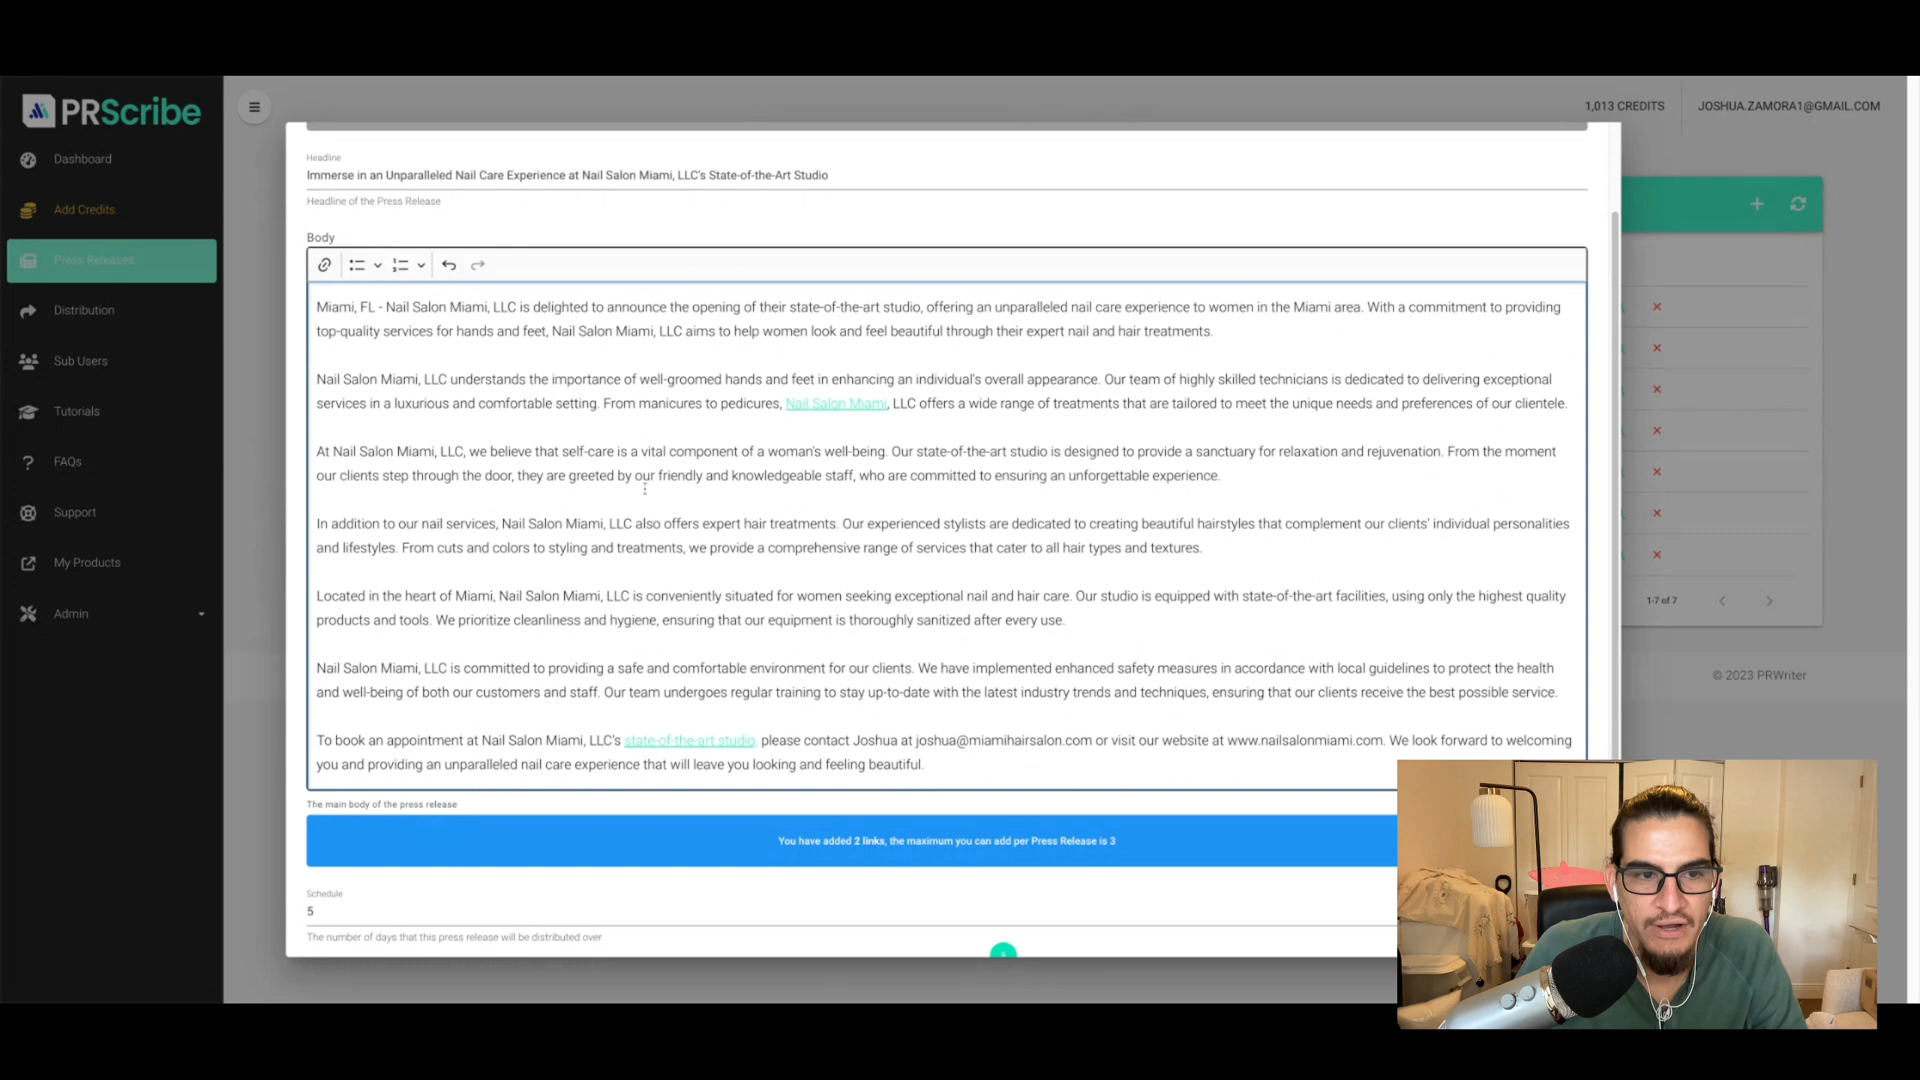 PRScribe
1,013 CREDITS
JOSHUA.ZAMORA1@GMAIL.COM
Dashboard
Add Credits
Press Releases
Distribution
Sub Users
Tutorials
FAQs
Support
My Products
Admin
Headline
Immerse in an Unparalleled Nail Care Experience at Nail Salon Miami, LLC's State-of-the-Art Studio
Headline of the Press Release
Body
Miami, FL - Nail Salon Miami, LLC is delighted to announce the opening of their state-of-the-art studio, offering an unparalleled nail care experience to women in the Miami area. With a commitment to providing
top-quality services for hands and feet, Nail Salon Miami, LLC aims to help women look and feel beautiful through their expert nail and hair treatments.
Nail Salon Miami, LLC understands the importance of well-groomed hands and feet in enhancing an individual's overall appearance. Our team of highly skilled technicians is dedicated to delivering exceptional
services in a luxurious and comfortable setting. From manicures to pedicures, Nail Salon Miami, LLC offers a wide range of treatments that are tailored to meet the unique needs and preferences of our clientele.
At Nail Salon Miami, LLC, we believe that self-care is a vital component of a woman's well-being. Our state-of-the-art studio is designed to provide a sanctuary for relaxation and rejuvenation. From the moment
our clients step through the door, they are greeted by our friendly and knowledgeable staff, who are committed to ensuring an unforgettable experience.
In addition to our nail services, Nail Salon Miami, LLC also offers expert hair treatments. Our experienced stylists are dedicated to creating beautiful hairstyles that complement our clients' individual personalities
and lifestyles. From cuts and colors to styling and treatments, we provide a comprehensive range of services that cater to all hair types and textures.
Located in the heart of Miami, Nail Salon Miami, LLC is conveniently situated for women seeking exceptional nail and hair care. Our studio is equipped with state-of-the-art facilities, using only the highest quality
products and tools. We prioritize cleanliness and hygiene, ensuring that our equipment is thoroughly sanitized after every use.
Nail Salon Miami, LLC is committed to providing a safe and comfortable environment for our clients. We have implemented enhanced safety measures in accordance with local guidelines to protect the health
and well-being of both our customers and staff. Our team undergoes regular training to stay up-to-date with the latest industry trends and techniques, ensuring that our clients receive the best possible service.
To book an appointment at Nail Salon Miami, LLC's state-of-the-art studio, please contact Joshua at joshua@miamihairsalon.com or visit our website at www.nailsalonmiami.com. We look forward to welcoming
you and providing an unparalleled nail care experience that will leave you looking and feeling beautiful.
The main body of the press release
You have added 2 links, the maximum you can add per Press Release is 3
Schedule
5
The number of days that this press release will be distributed over
1-7 of 7
© 2023 PRWriter